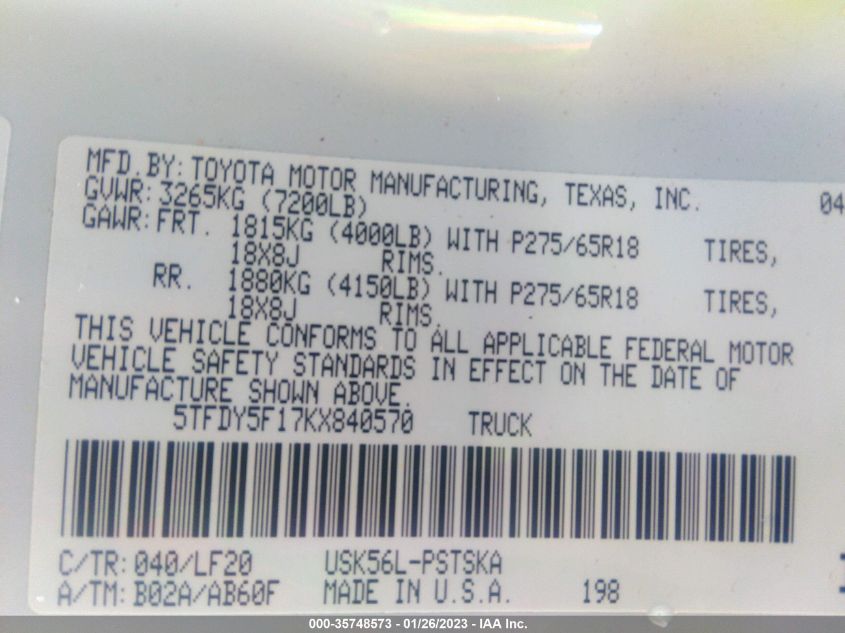 MFD.BY: TOYOTA MOTOR MANUFACTURING, TEXAS, INC. 04
GVWR: 3265KG (7200LB)
GAWR: FRT. 1815KG (4000LB) WITH P275/65R18 TIRES,
18X8J RIMS.
RR. 1880KG (4150LB) WITH P275/65R18 TIRES,
18X8J RIMS.
THIS VEHICLE CONFORMS TO ALL APPLICABLE FEDERAL MOTOR
VEHICLE SAFETY STANDARDS IN EFFECT ON THE DATE OF
MANUFACTURE SHOWN ABOVE.
5TFDY5F17KX840570 TRUCK
C/TR: 040/LF20 USK56L-PSTSKA
A/TM: B02A/AB60F MADE IN U.S.A. 198
000-35748573 - 01/26/2023 - IAA Inc.